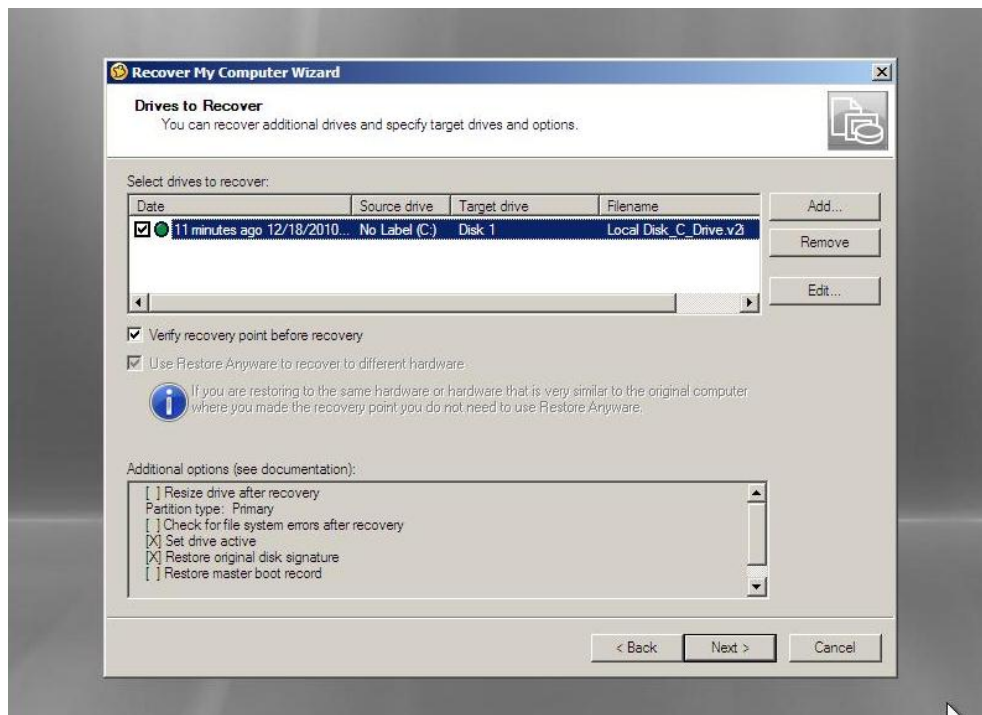 Recover My Computer Wizard
Drives to Recover
You can recover additional drives and specify target drives and options.
Select drives to recover:
Date Source drive Target drive Filename
11 minutes ago 12/18/2010... No Label (C:) Disk 1 Local Disk_C_Drive.v2i
Add...
Remove
Edit...
Verify recovery point before recovery
Use Restore Anyware to recover to different hardware
If you are restoring to the same hardware or hardware that is very similar to the original computer
where you made the recovery point you do not need to use Restore Anyware.
Additional options (see documentation):
[ ] Resize drive after recovery
Partition type: Primary
[ ] Check for file system errors after recovery
[X] Set drive active
[X] Restore original disk signature
[ ] Restore master boot record
< Back Next > Cancel